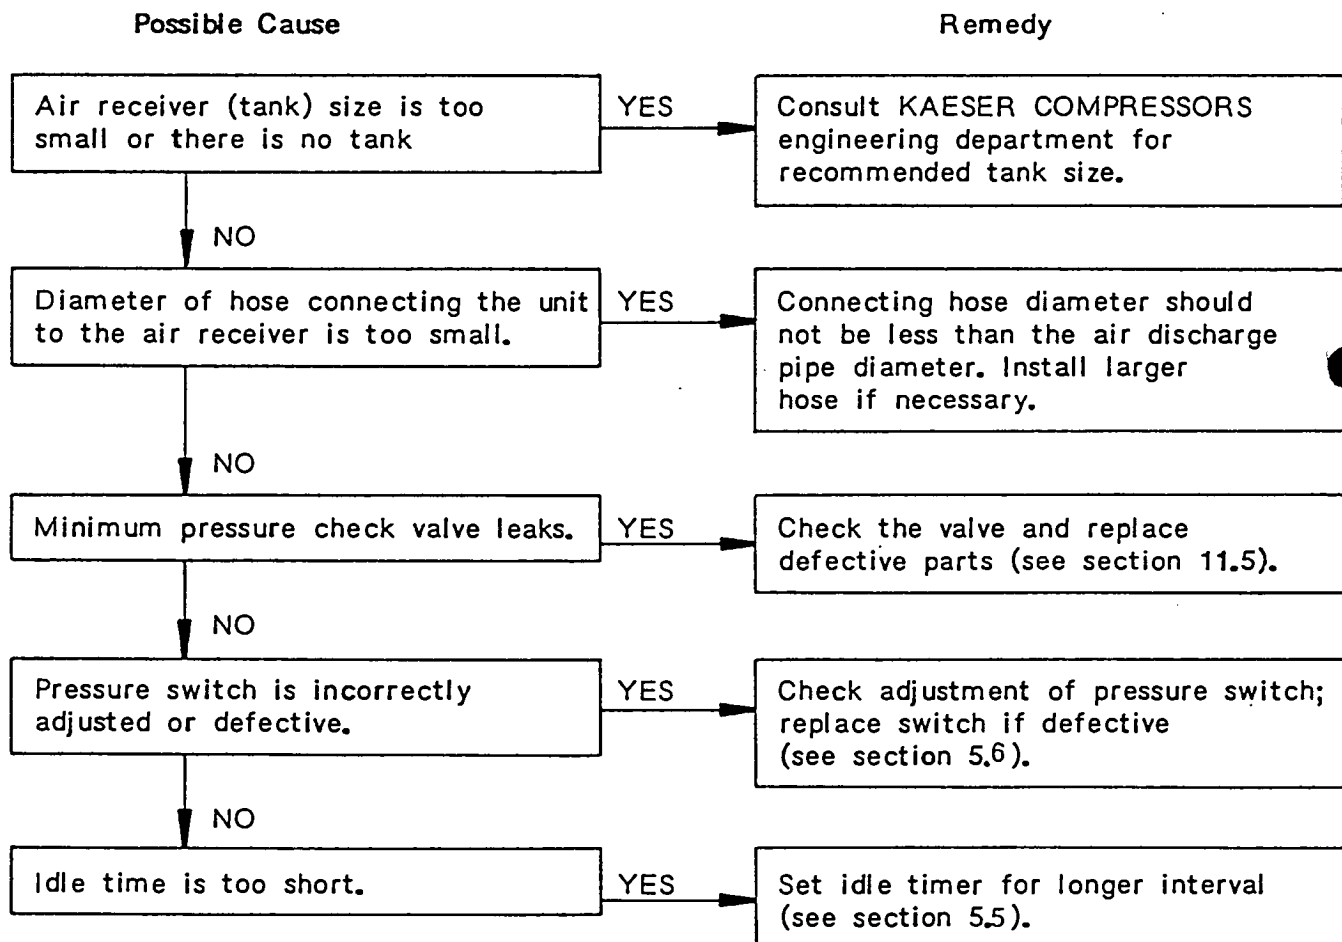 Possible Cause
Remedy
Air receiver (tank) size is too
small or there is no tank
YES
Consult KAESER COMPRESSORS
engineering department for
recommended tank size.
NO
Diameter of hose connecting the unit
to the air receiver is too small.
YES
Connecting hose diameter should
not be less than the air discharge
pipe diameter. Install larger
hose if necessary.
NO
Minimum pressure check valve leaks.
YES
Check the valve and replace
defective parts (see section 11.5).
NO
Pressure switch is incorrectly
adjusted or defective.
YES
Check adjustment of pressure switch;
replace switch if defective
(see section 5.6).
NO
Idle time is too short.
YES
Set idle timer for longer interval
(see section 5.5).